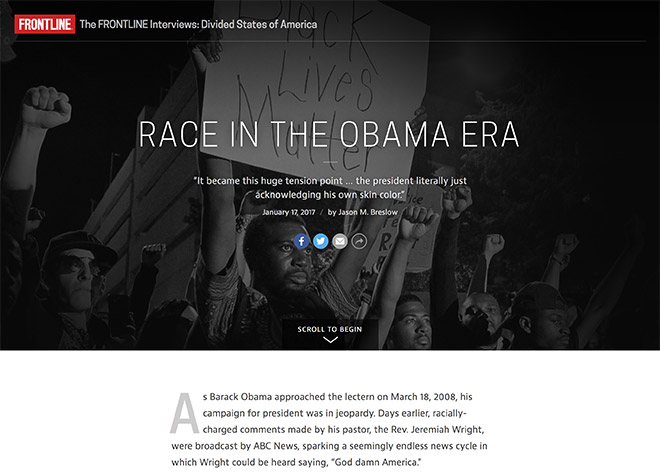 FRONTLINE The FRONTLINE Interviews: Divided States of America
Black
Lives
Matter
RACE IN THE OBAMA ERA
“It became this huge tension point ... the president literally just
acknowledging his own skin color.”
January 17, 2017 / by Jason M. Breslow
SCROLL TO BEGIN
As Barack Obama approached the lectern on March 18, 2008, his
campaign for president was in jeopardy. Days earlier, racially-
charged comments made by his pastor, the Rev. Jeremiah Wright,
were broadcast by ABC News, sparking a seemingly endless news cycle in
which Wright could be heard saying, “God damn America.”